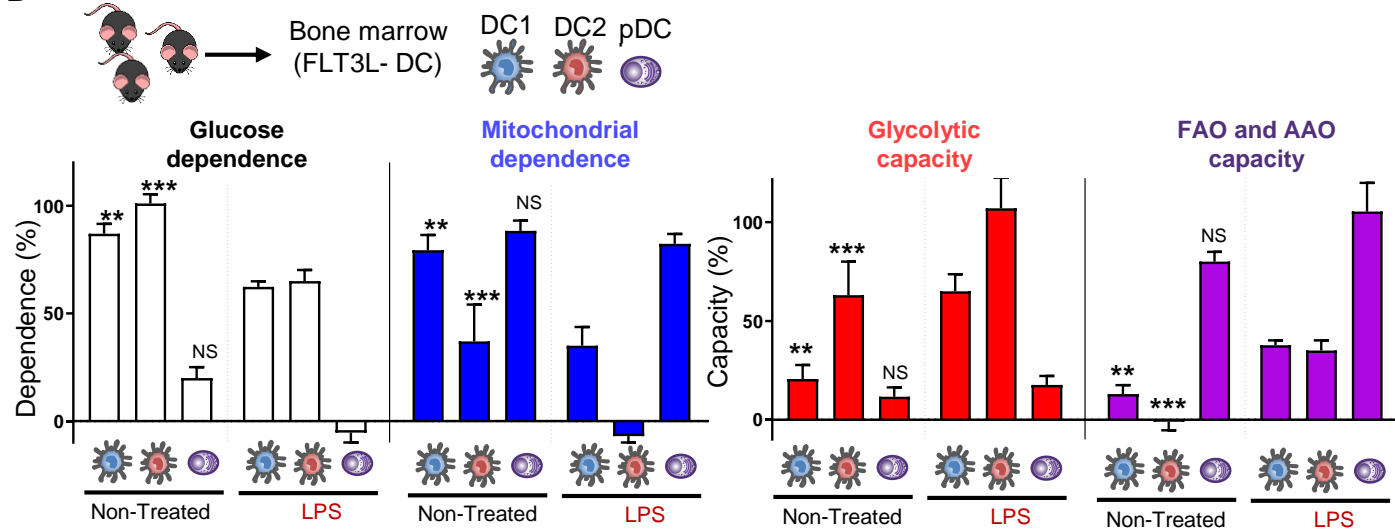 Bone marrow
(FLT3L- DC)
DC1 DC2 pDC
Glucose
dependence
Mitochondrial
dependence
Glycolytic
capacity
FAO and AAO
capacity
Dependence (%)
100
50
0
** *** NS
** *** NS
Non-Treated LPS
Non-Treated LPS
Capacity (%)
100
50
0
** *** NS
** *** NS
Non-Treated LPS
Non-Treated LPS